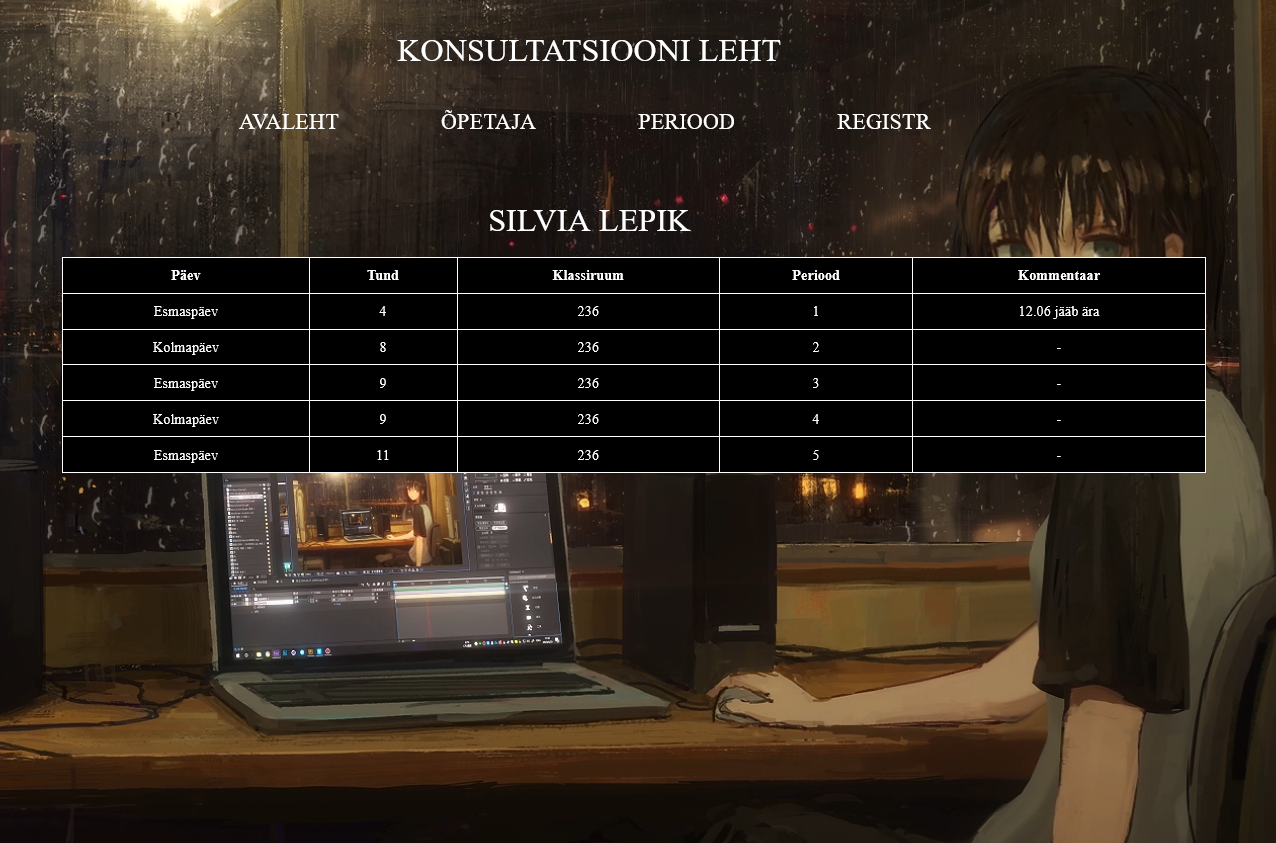 KONSULTATSIOONI LEHT
AVALEHT ÕPETAJA PERIOOD REGISTR
SILVIA LEPIK
Päev Tund Klassiruum Periood Kommentaar
Esmaspäev 4 236 1 12.06 jääb ära
Kolmapäev 8 236 2 -
Esmaspäev 9 236 3 -
Kolmapäev 9 236 4 -
Esmaspäev 11 236 5 -